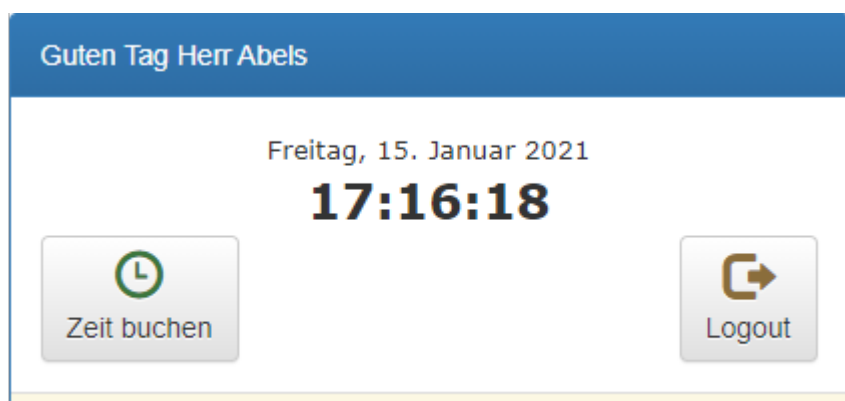 Guten Tag Herr Abels
Freitag, 15. Januar 2021
17:16:18
Zeit buchen
Logout